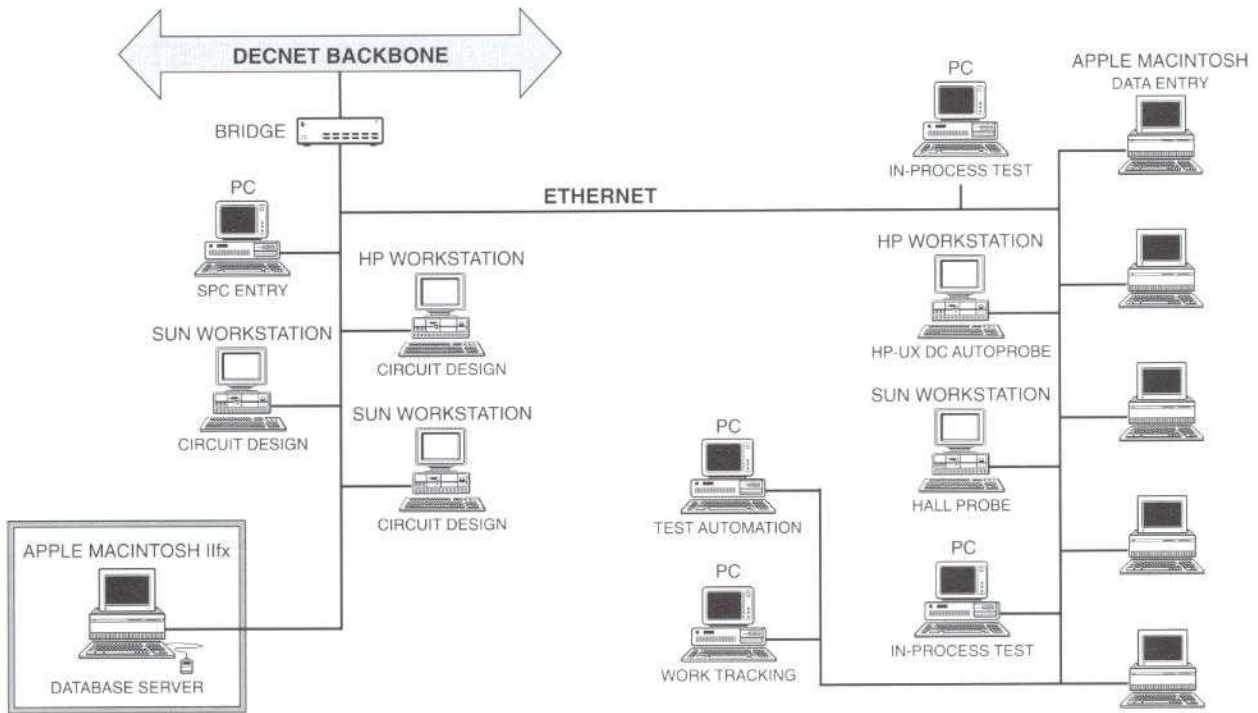 DECNET BACKBONE
BRIDGE
PC
SPC ENTRY
ETHERNET
HP WORKSTATION
CIRCUIT DESIGN
SUN WORKSTATION
CIRCUIT DESIGN
SUN WORKSTATION
CIRCUIT DESIGN
APPLE MACINTOSH IIfx
DATABASE SERVER
PC
IN-PROCESS TEST
APPLE MACINTOSH
DATA ENTRY
HP WORKSTATION
HP-UX DC AUTOPROBE
SUN WORKSTATION
HALL PROBE
PC
TEST AUTOMATION
PC
WORK TRACKING
PC
IN-PROCESS TEST